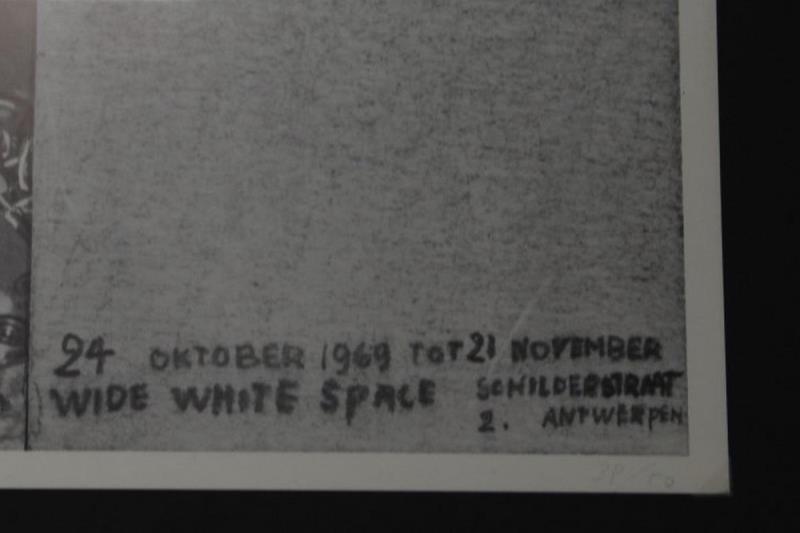 24 OKTOBER 1969 TOT 21 NOVEMBER
WIDE WHITE SPACE SCHILDERSTRAAT
2. ANTWERPEN